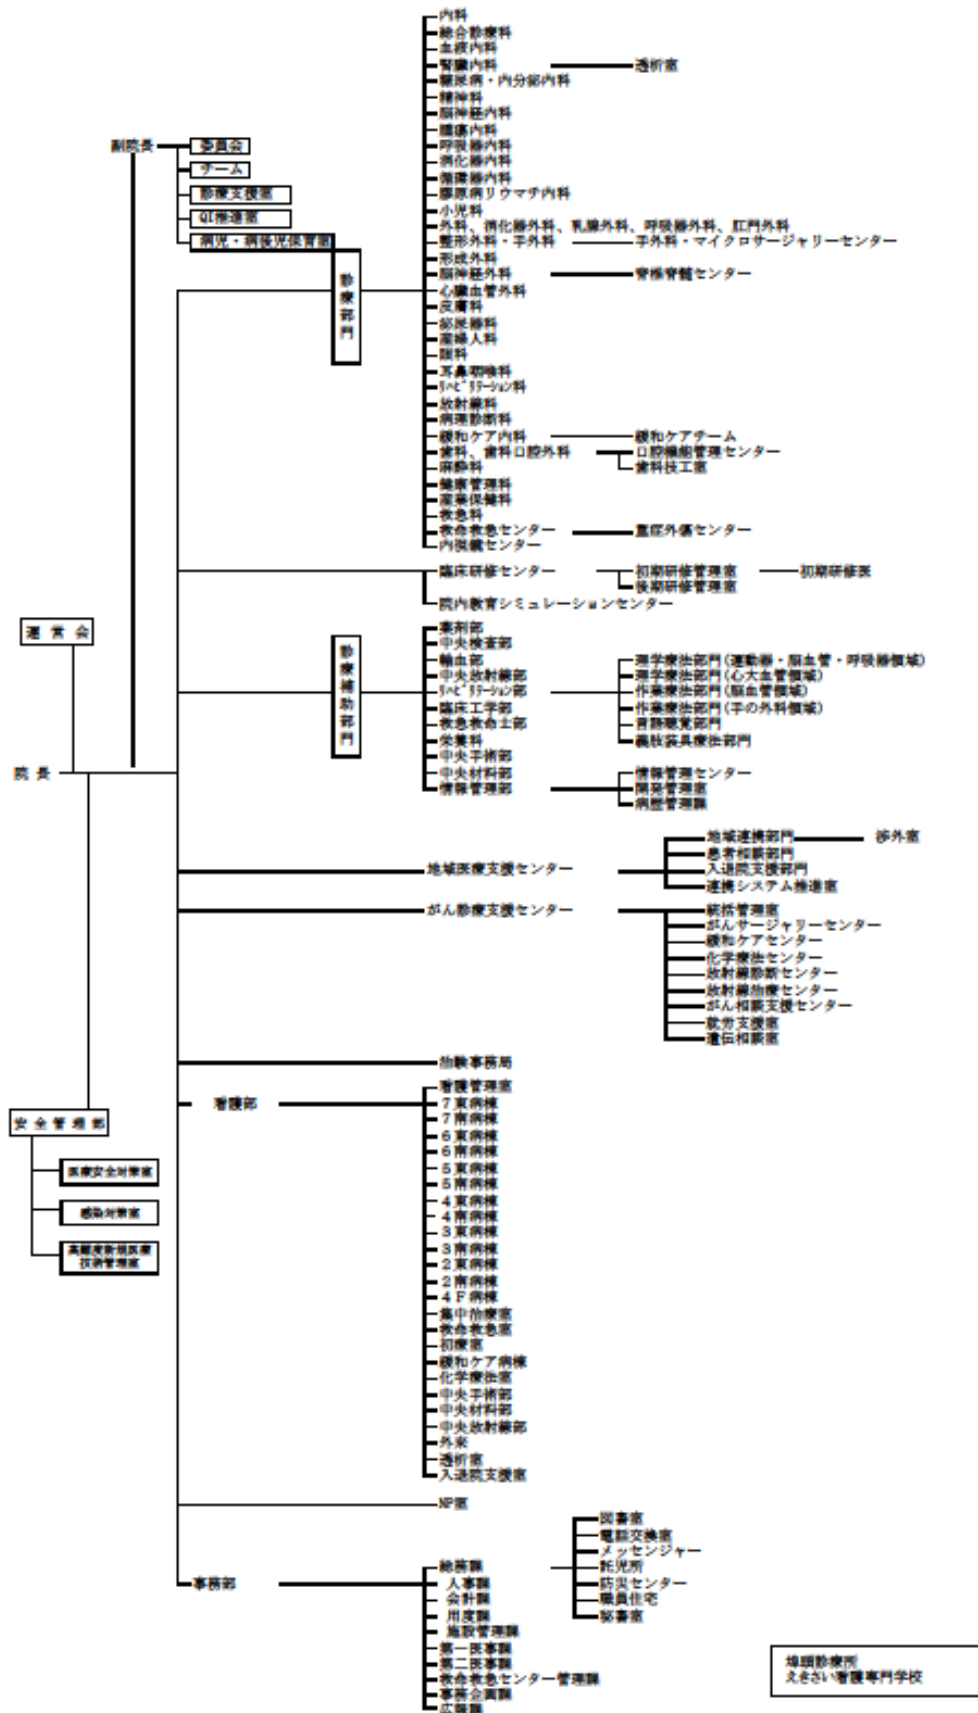 内科
総合診療科
血液内科
腎臓内科
透析室
糖尿病・内分泌内科
精神科
脳神経内科
腫瘍内科
呼吸器内科
消化器内科
循環器内科
膠原病リウマチ内科
小児科
外科、消化器外科、乳腺外科、呼吸器外科、肛門外科
整形外科・手外科
手外科・マイクロサージャリーセンター
形成外科
脳神経外科
脊椎脊髄センター
心臓血管外科
皮膚科
泌尿器科
産婦人科
眼科
耳鼻咽喉科
リハビリテーション科
放射線科
病理診断科
緩和ケア内科
緩和ケアチーム
歯科、歯科口腔外科
口腔機能管理センター
歯科技工室
麻酔科
健康管理科
産業保健科
救急科
救命救急センター
重症外傷センター
内視鏡センター
副院長
委員会
チーム
診療支援室
QI推進室
病児・病後児保育室
診療部門
臨床研修センター
初期研修管理室
初期研修医
後期研修管理室
院内教育シミュレーションセンター
運営会
院長
診療補助部門
薬剤部
中央検査部
輸血部
中央放射線部
リハビリテーション部
臨床工学部
救急救命士部
栄養科
中央手術部
中央材料部
情報管理部
理学療法部門(運動器・脳血管・呼吸器領域)
理学療法部門(心大血管領域)
作業療法部門(脳血管領域)
作業療法部門(手の外科領域)
言語聴覚部門
義肢装具療法部門
情報管理センター
開発管理室
病歴管理課
地域医療支援センター
地域連携部門
渉外室
患者相談部門
入退院支援部門
連携システム推進室
がん診療支援センター
統括管理室
がんサージャリーセンター
緩和ケアセンター
化学療法センター
放射線診断センター
放射線治療センター
がん相談支援センター
就労支援室
遺伝相談室
治験事務局
安全管理部
医療安全対策室
感染対策室
高難度新規医療
技術管理室
看護部
看護管理室
7東病棟
7南病棟
6東病棟
6南病棟
5東病棟
5南病棟
4東病棟
4南病棟
3東病棟
3南病棟
2東病棟
2南病棟
4F病棟
集中治療室
救命救急室
初療室
緩和ケア病棟
化学療法室
中央手術部
中央材料部
中央放射線部
外来
透析室
入退院支援室
NP室
事務部
総務課
人事課
会計課
用度課
施設管理課
第一医事課
第二医事課
救命救急センター管理課
事務企画課
広報課
図書室
電話交換室
メッセンジャー
託児所
防災センター
職員住宅
秘書室
埠頭診療所
えきさい看護専門学校